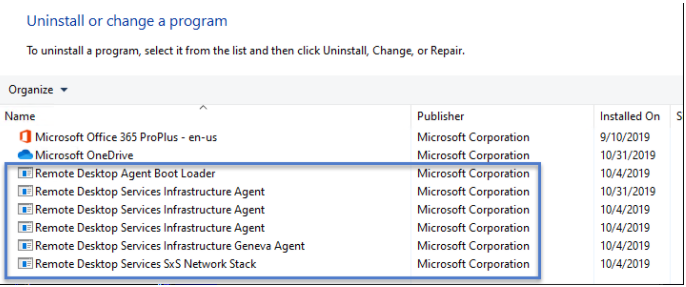 Uninstall or change a program
To uninstall a program, select it from the list and then click Uninstall, Change, or Repair.
Organize
Name Publisher Installed On S
Microsoft Office 365 ProPlus - en-us Microsoft Corporation 9/10/2019
Microsoft OneDrive Microsoft Corporation 10/31/2019
Remote Desktop Agent Boot Loader Microsoft Corporation 10/4/2019
Remote Desktop Services Infrastructure Agent Microsoft Corporation 10/31/2019
Remote Desktop Services Infrastructure Agent Microsoft Corporation 10/4/2019
Remote Desktop Services Infrastructure Agent Microsoft Corporation 10/4/2019
Remote Desktop Services Infrastructure Geneva Agent Microsoft Corporation 10/4/2019
Remote Desktop Services SxS Network Stack Microsoft Corporation 10/4/2019